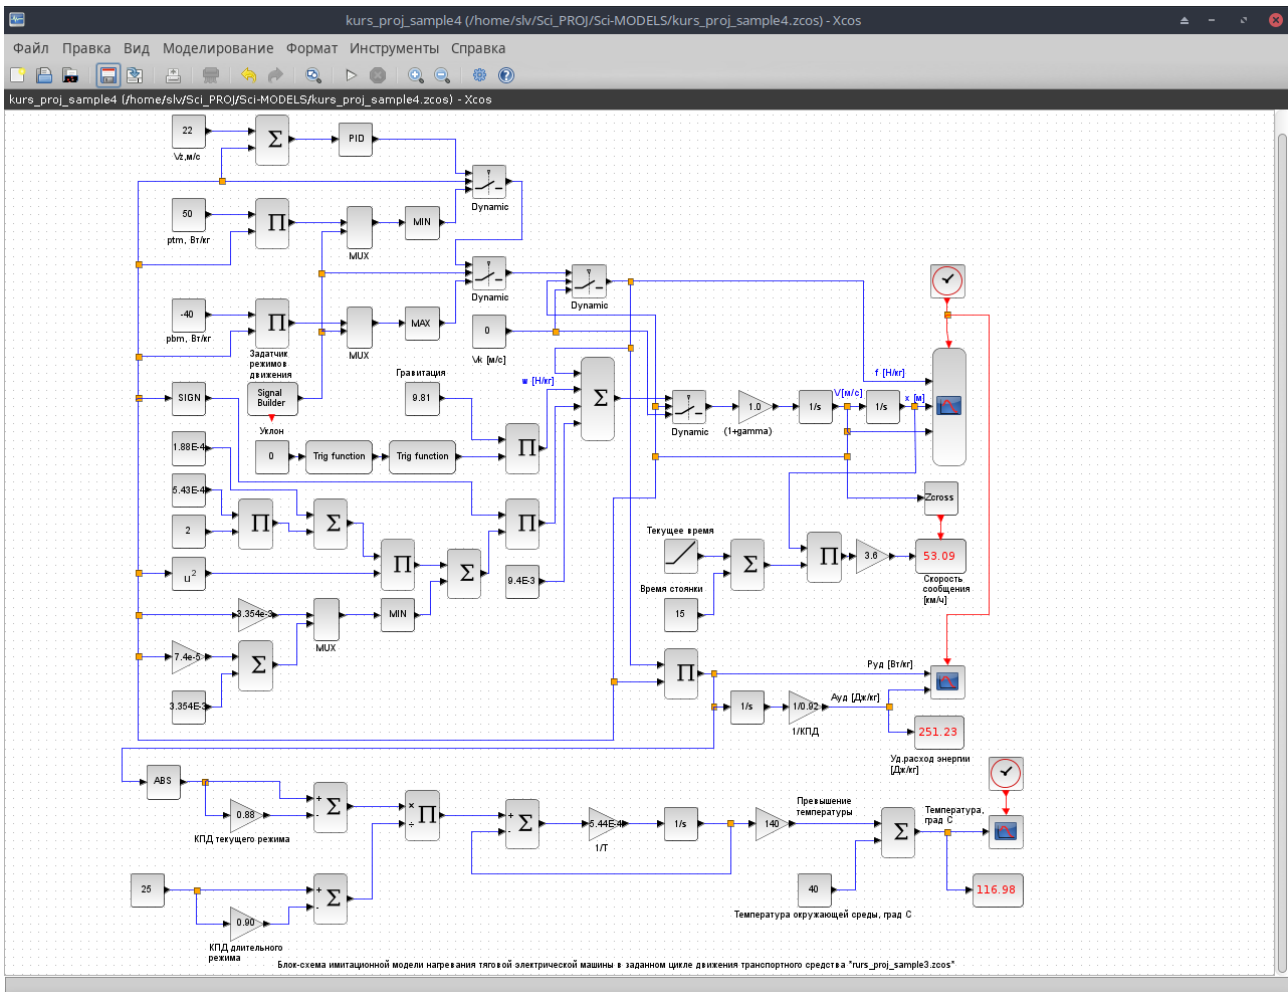 kurs_proj_sample4 (/home/slv/Sci_PROJ/Sci-MODELS/kurs_proj_sample4.zcos) - Xcos
Файл Правка Вид Моделирование Формат Инструменты Справка
kurs_proj_sample4 (/home/slv/Sci_PROJ/Sci-MODELS/kurs_proj_sample4.zcos) - Xcos
22
Σ
PID
Vz,м/с
Dynamic
50
Π
MUX
MIN
ptm, Вт/кг
Dynamic
Dynamic
-40
Π
MUX
MAX
0
pbm, Вт/кг
Vk [м/с]
Задатчик
режимов
движения
Гравитация
w [Н/кг]
f [Н/кг]
SIGN
Signal
Builder
9.81
Σ
Dynamic
1.0
(1+gamma)
1/s
V[м/с]
1/s
x [м]
Уклон
1.88E-4
0
Trig function
Trig function
Π
5.43E-4
2
Π
Σ
Π
Zcross
Текущее время
Σ
Π
3.6
53.09
Скорость
сообщения
[км/ч]
u²
Π
Σ
9.4E-3
Время стоянки
15
3.354e-3
MUX
MIN
7.4e-5
Σ
3.354E-3
Π
Pуд [Вт/кг]
1/s
1/0.92
1/КПД
Aуд [Дж/кг]
251.23
Уд.расход энергии
[Дж/кг]
ABS
0.88
КПД текущего режима
+
-
Σ
×
÷
Π
+
-
Σ
5.44E-4
1/T
1/s
140
Превышение
температуры
Σ
Температура,
град С
25
0.90
КПД длительного
режима
+
-
Σ
40
Температура окружающей среды, град С
116.98
Блок-схема имитационной модели нагревания тяговой электрической машины в заданном цикле движения транспортного средства "rurs_proj_sample3.zcos"